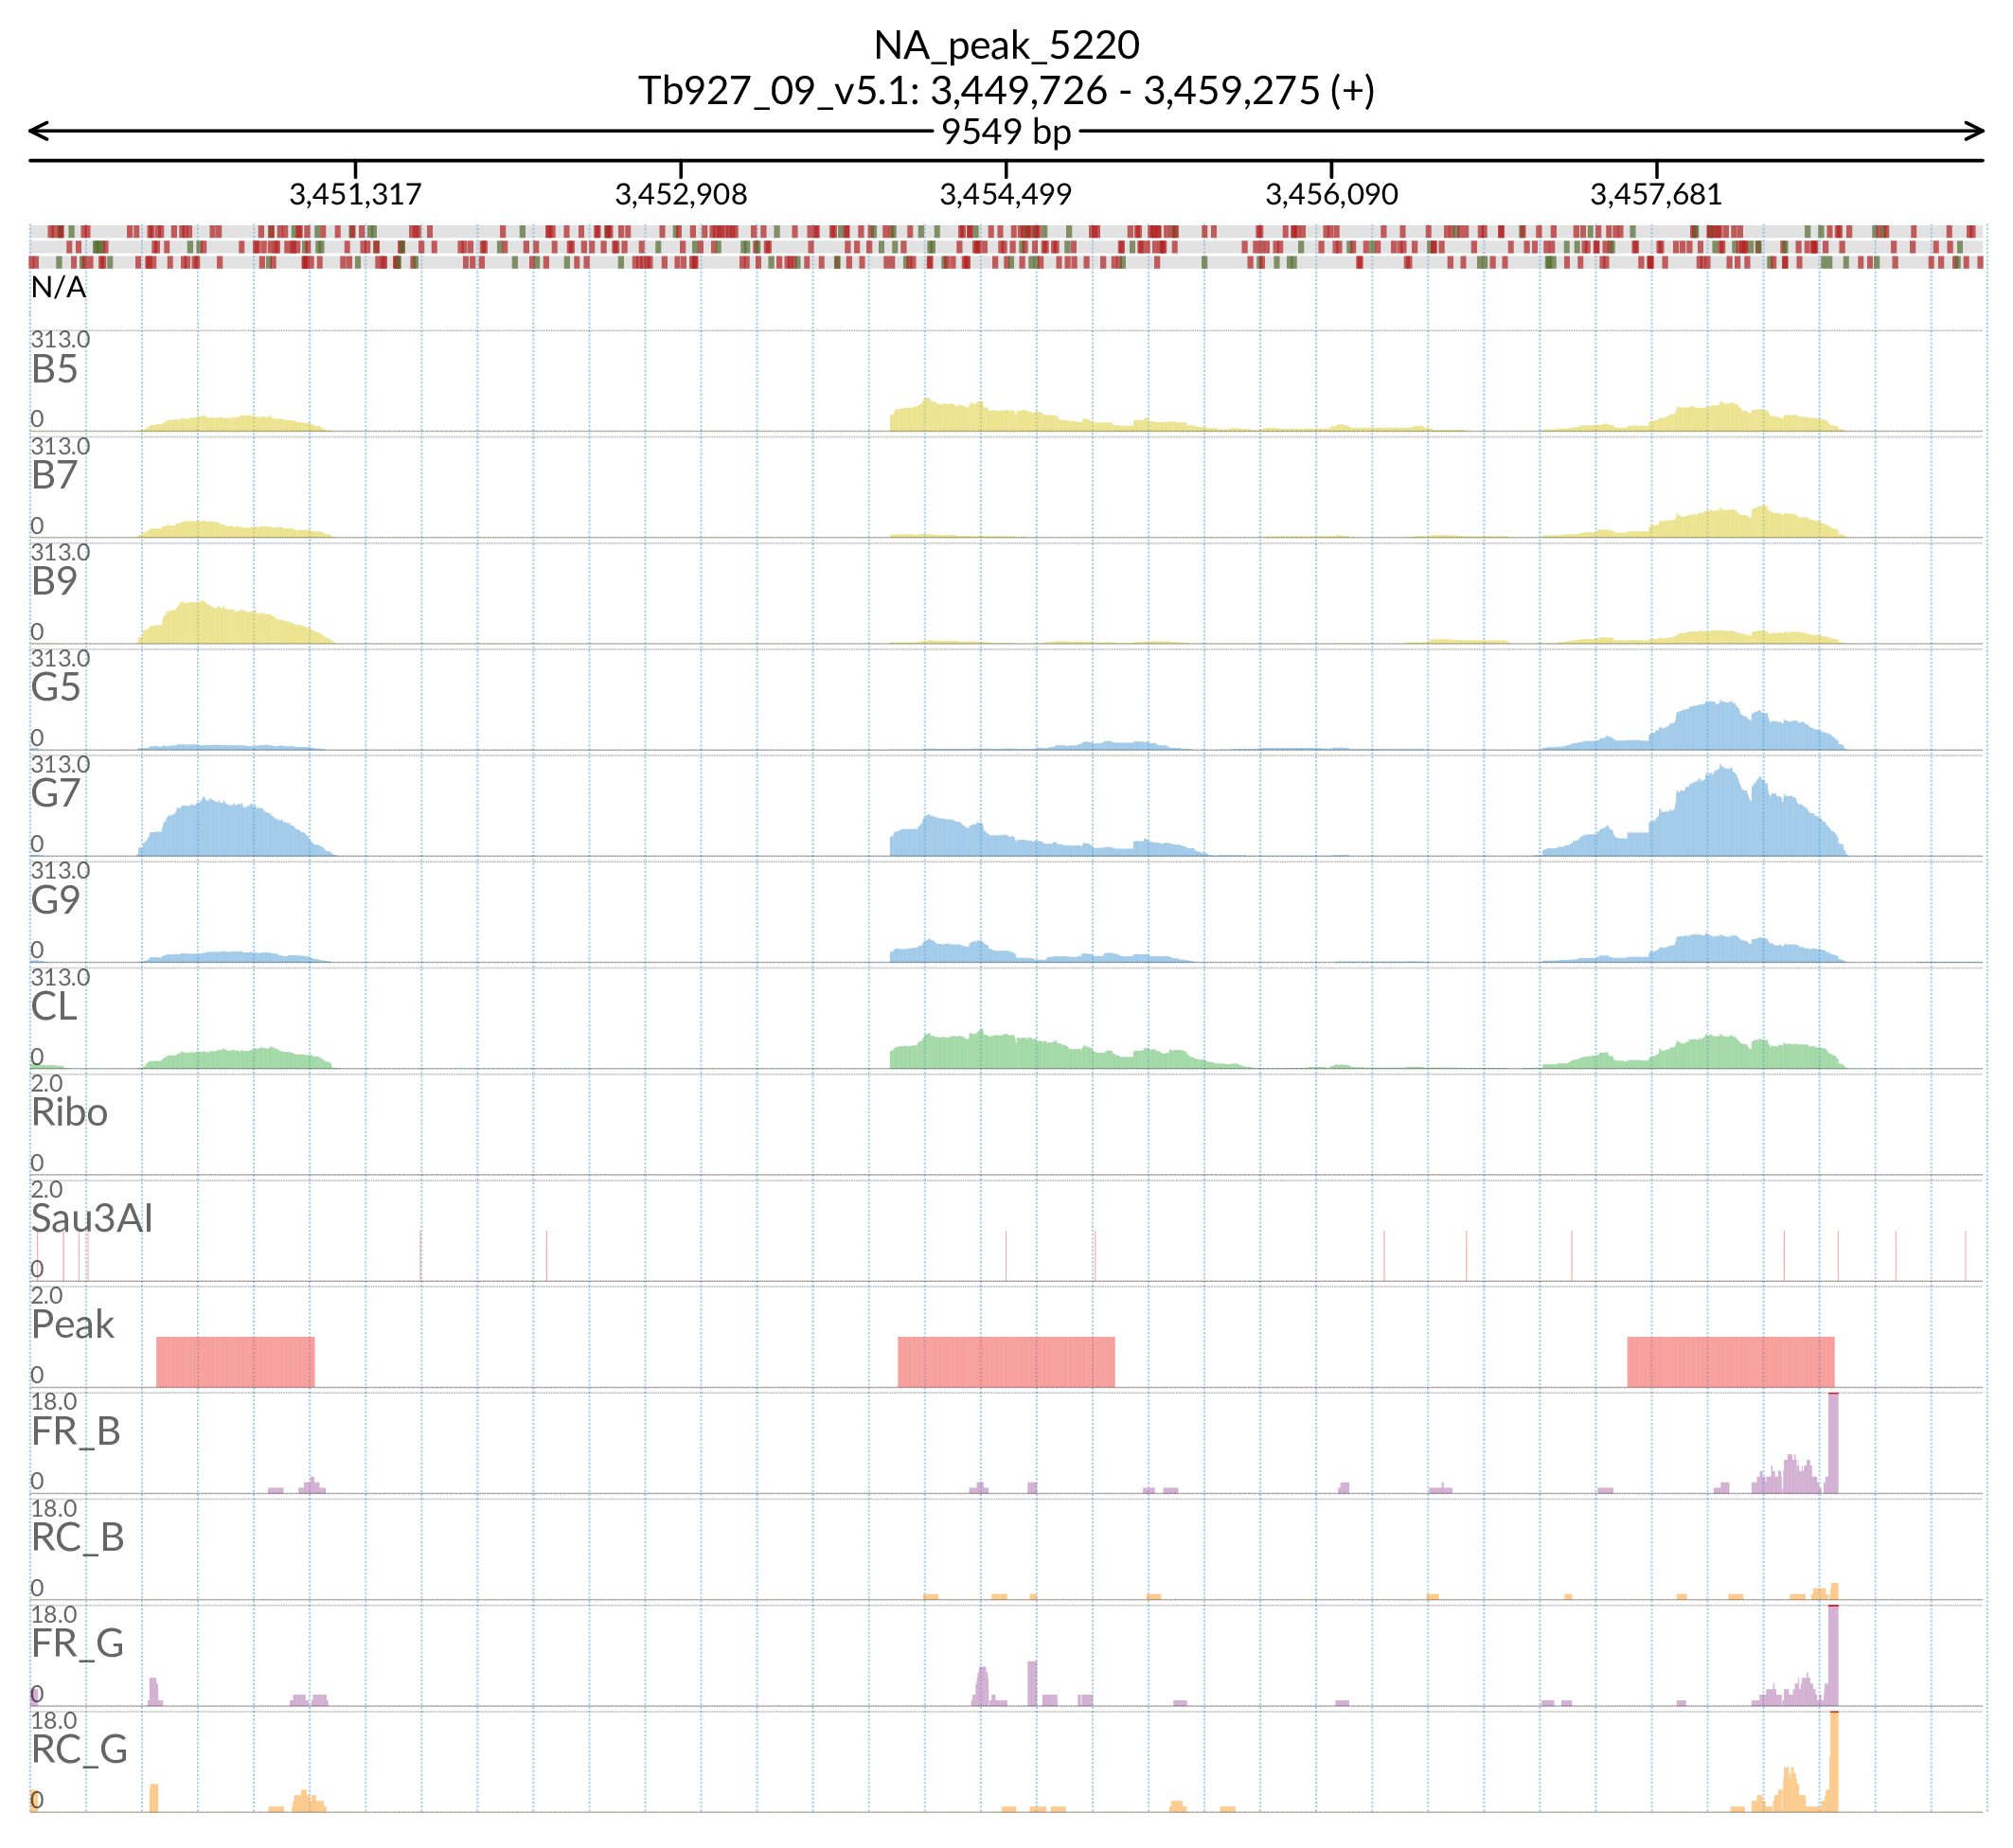 NA_peak_5220
Tb927_09_v5.1: 3,449,726 - 3,459,275 (+)
9549 bp
3,451,317 3,452,908 3,454,499 3,456,090 3,457,681
N/A
313.0
B5
0
313.0
B7
0
313.0
B9
0
313.0
G5
0
313.0
G7
0
313.0
G9
0
313.0
CL
0
2.0
Ribo
0
2.0
Sau3AI
0
2.0
Peak
0
18.0
FR_B
0
18.0
RC_B
0
18.0
FR_G
0
18.0
RC_G
0